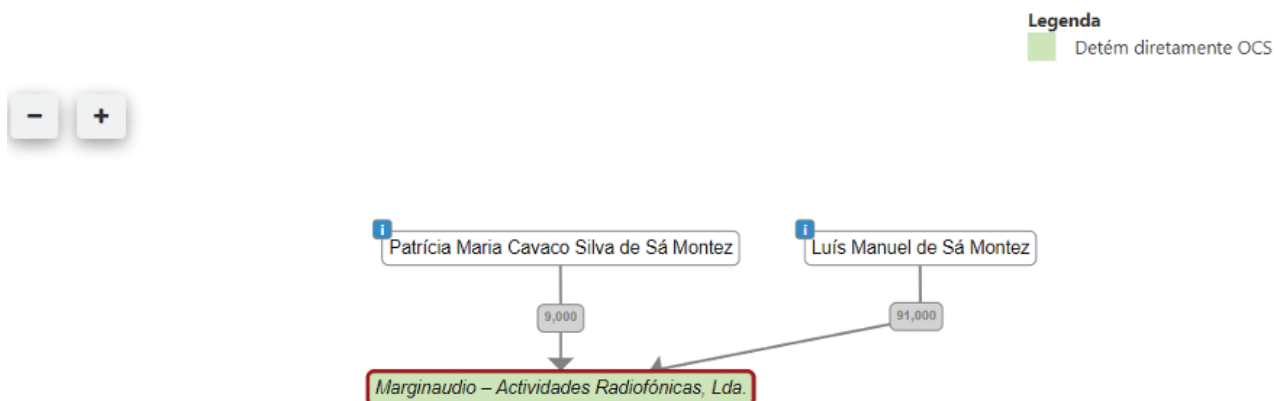 Legenda
Detém diretamente OCS
- +
i
Patrícia Maria Cavaco Silva de Sá Montez
i
Luís Manuel de Sá Montez
9,000
91,000
Marginaudio – Actividades Radiofónicas, Lda.